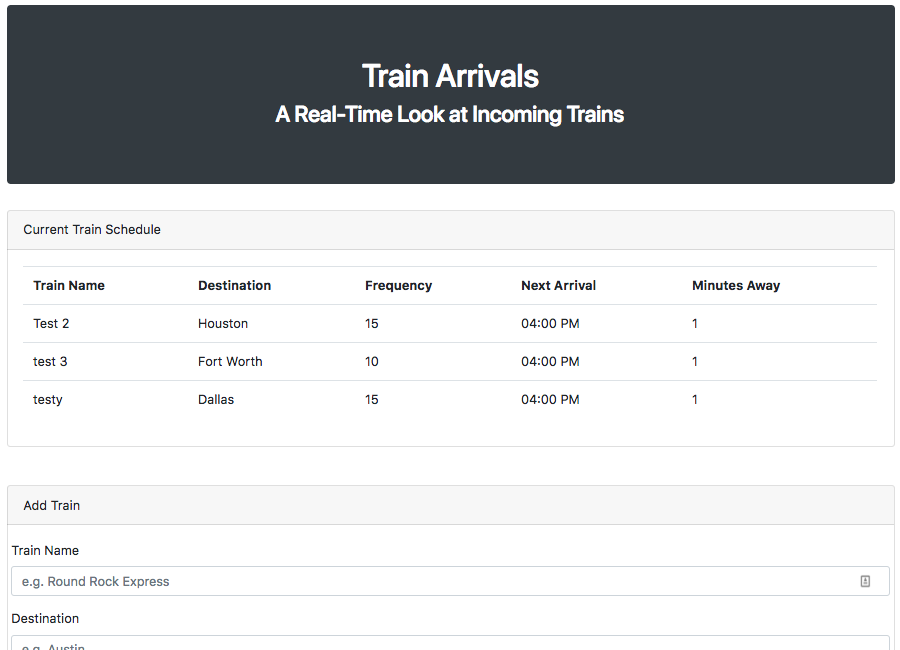 Train Arrivals
A Real-Time Look at Incoming Trains
Current Train Schedule
Train Name Destination Frequency Next Arrival Minutes Away
Test 2 Houston 15 04:00 PM 1
test 3 Fort Worth 10 04:00 PM 1
testy Dallas 15 04:00 PM 1
Add Train
Train Name
e.g. Round Rock Express
Destination
e.g. Austin